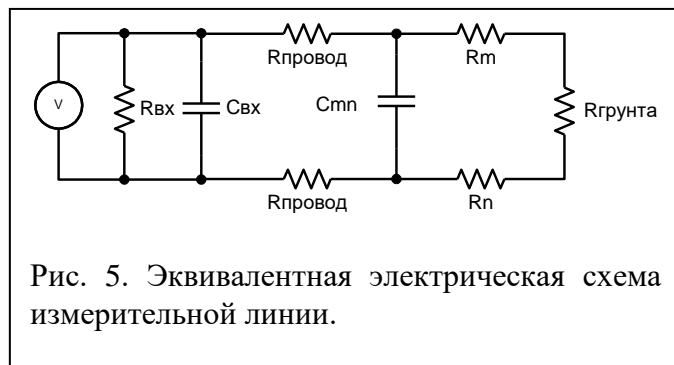 Rпровод
Rm
V
Rвх
Cвх
Cmn
Rгрунта
Rпровод
Rn
Рис. 5. Эквивалентная электрическая схема
измерительной линии.